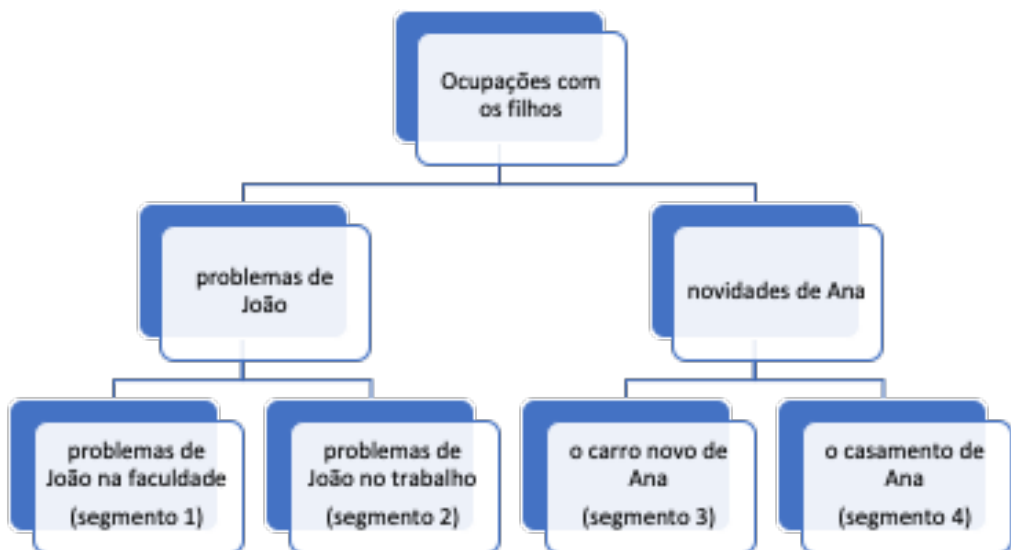 Ocupações com
os filhos
problemas de
João
novidades de Ana
problemas de
João na faculdade
(segmento 1)
problemas de
João no trabalho
(segmento 2)
o carro novo de
Ana
(segmento 3)
o casamento de
Ana
(segmento 4)